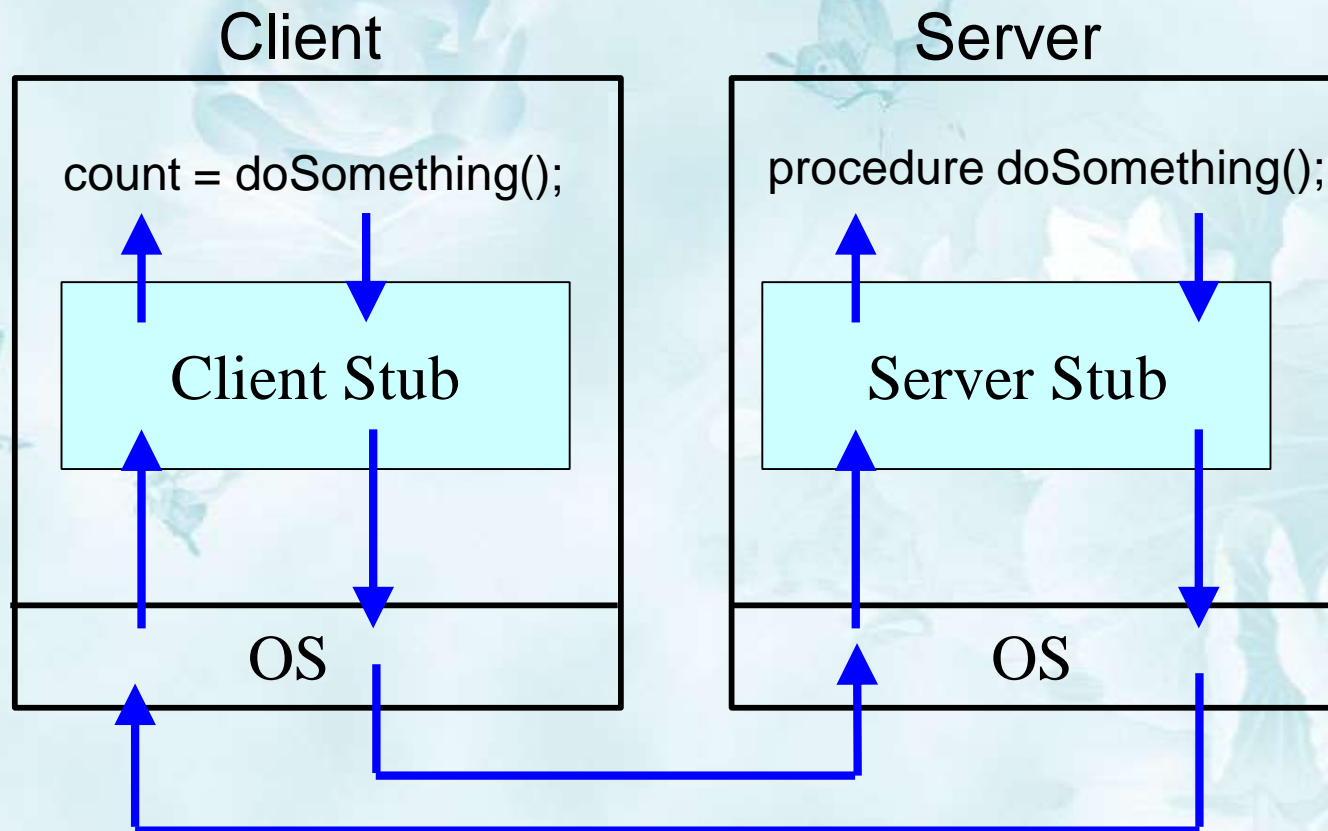 Client
Server
count = doSomething();
procedure doSomething();
Client Stub
Server Stub
OS
OS